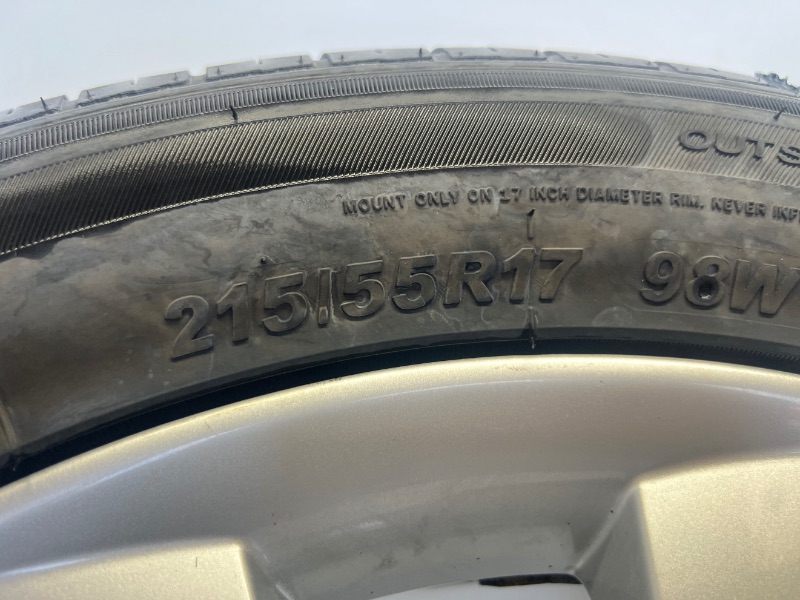 OUTS
MOUNT ONLY ON 17 INCH DIAMETER RIM. NEVER INF
215/55R17 98W